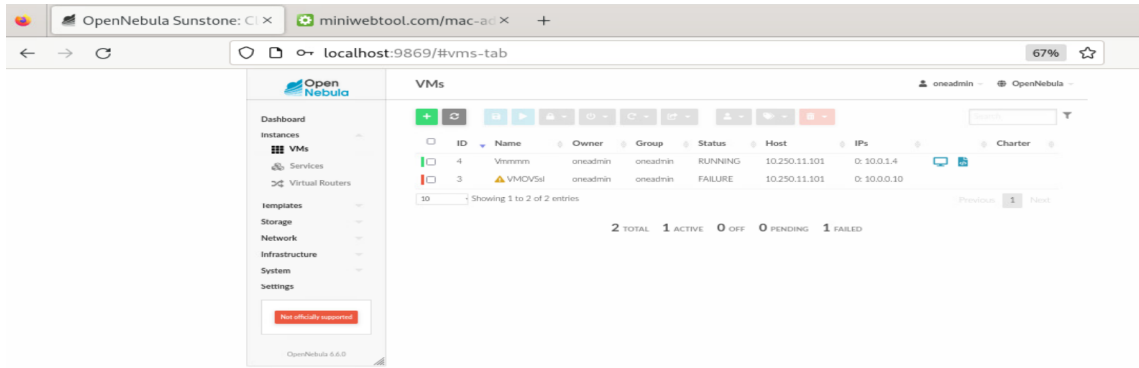 OpenNebula Sunstone: Cl
miniwebtool.com/mac-ad
localhost:9869/#vms-tab
67%
Open Nebula
VMs
oneadmin
OpenNebula
Dashboard
Instances
VMs
Services
Virtual Routers
Templates
Storage
Network
Infrastructure
System
Settings
Not officially supported
OpenNebula 6.6.0
Search
ID Name Owner Group Status Host IPs Charter
4 Vmmmm oneadmin oneadmin RUNNING 10.250.11.101 0: 10.0.1.4
3 VMOVSsl oneadmin oneadmin FAILURE 10.250.11.101 0: 10.0.0.10
10 Showing 1 to 2 of 2 entries
Previous 1 Next
2 TOTAL 1 ACTIVE 0 OFF 0 PENDING 1 FAILED